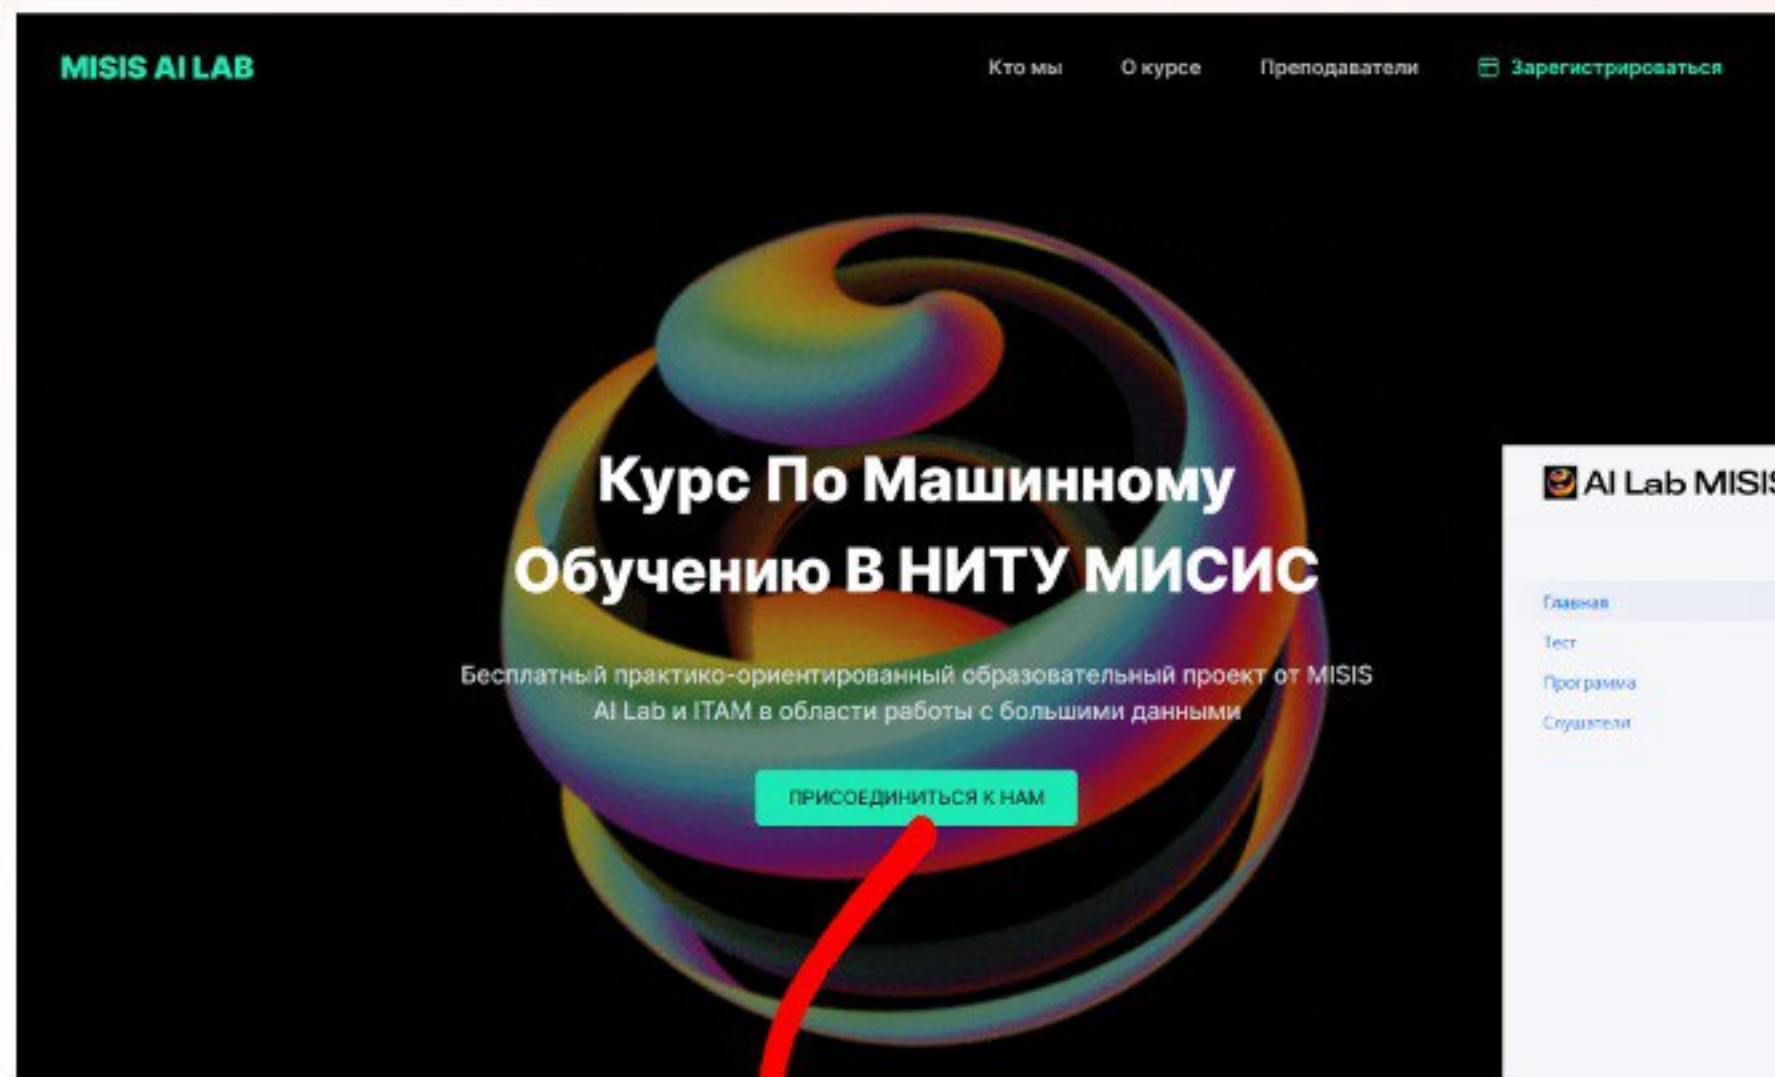 MISIS AI LAB
Кто мы
О курсе
Преподаватели
Зарегистрироваться
Курс По Машинному
Обучению В НИТУ МИСИС
Бесплатный практико-ориентированный образовательный проект от MISIS
AI Lab и ITAM в области работы с большими данными
ПРИСОЕДИНИТЬСЯ К НАМ
AI Lab MISIS
Главная
Тест
Программа
Слушатели